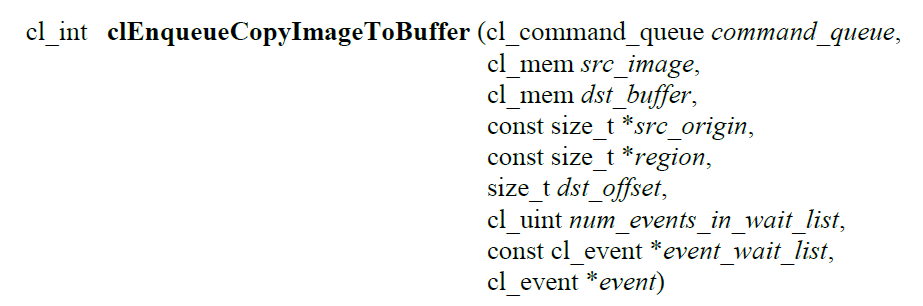 cl_int clEnqueueCopyImageToBuffer (cl_command_queue command_queue,
cl_mem src_image,
cl_mem dst_buffer,
const size_t *src_origin,
const size_t *region,
size_t dst_offset,
cl_uint num_events_in_wait_list,
const cl_event *event_wait_list,
cl_event *event)